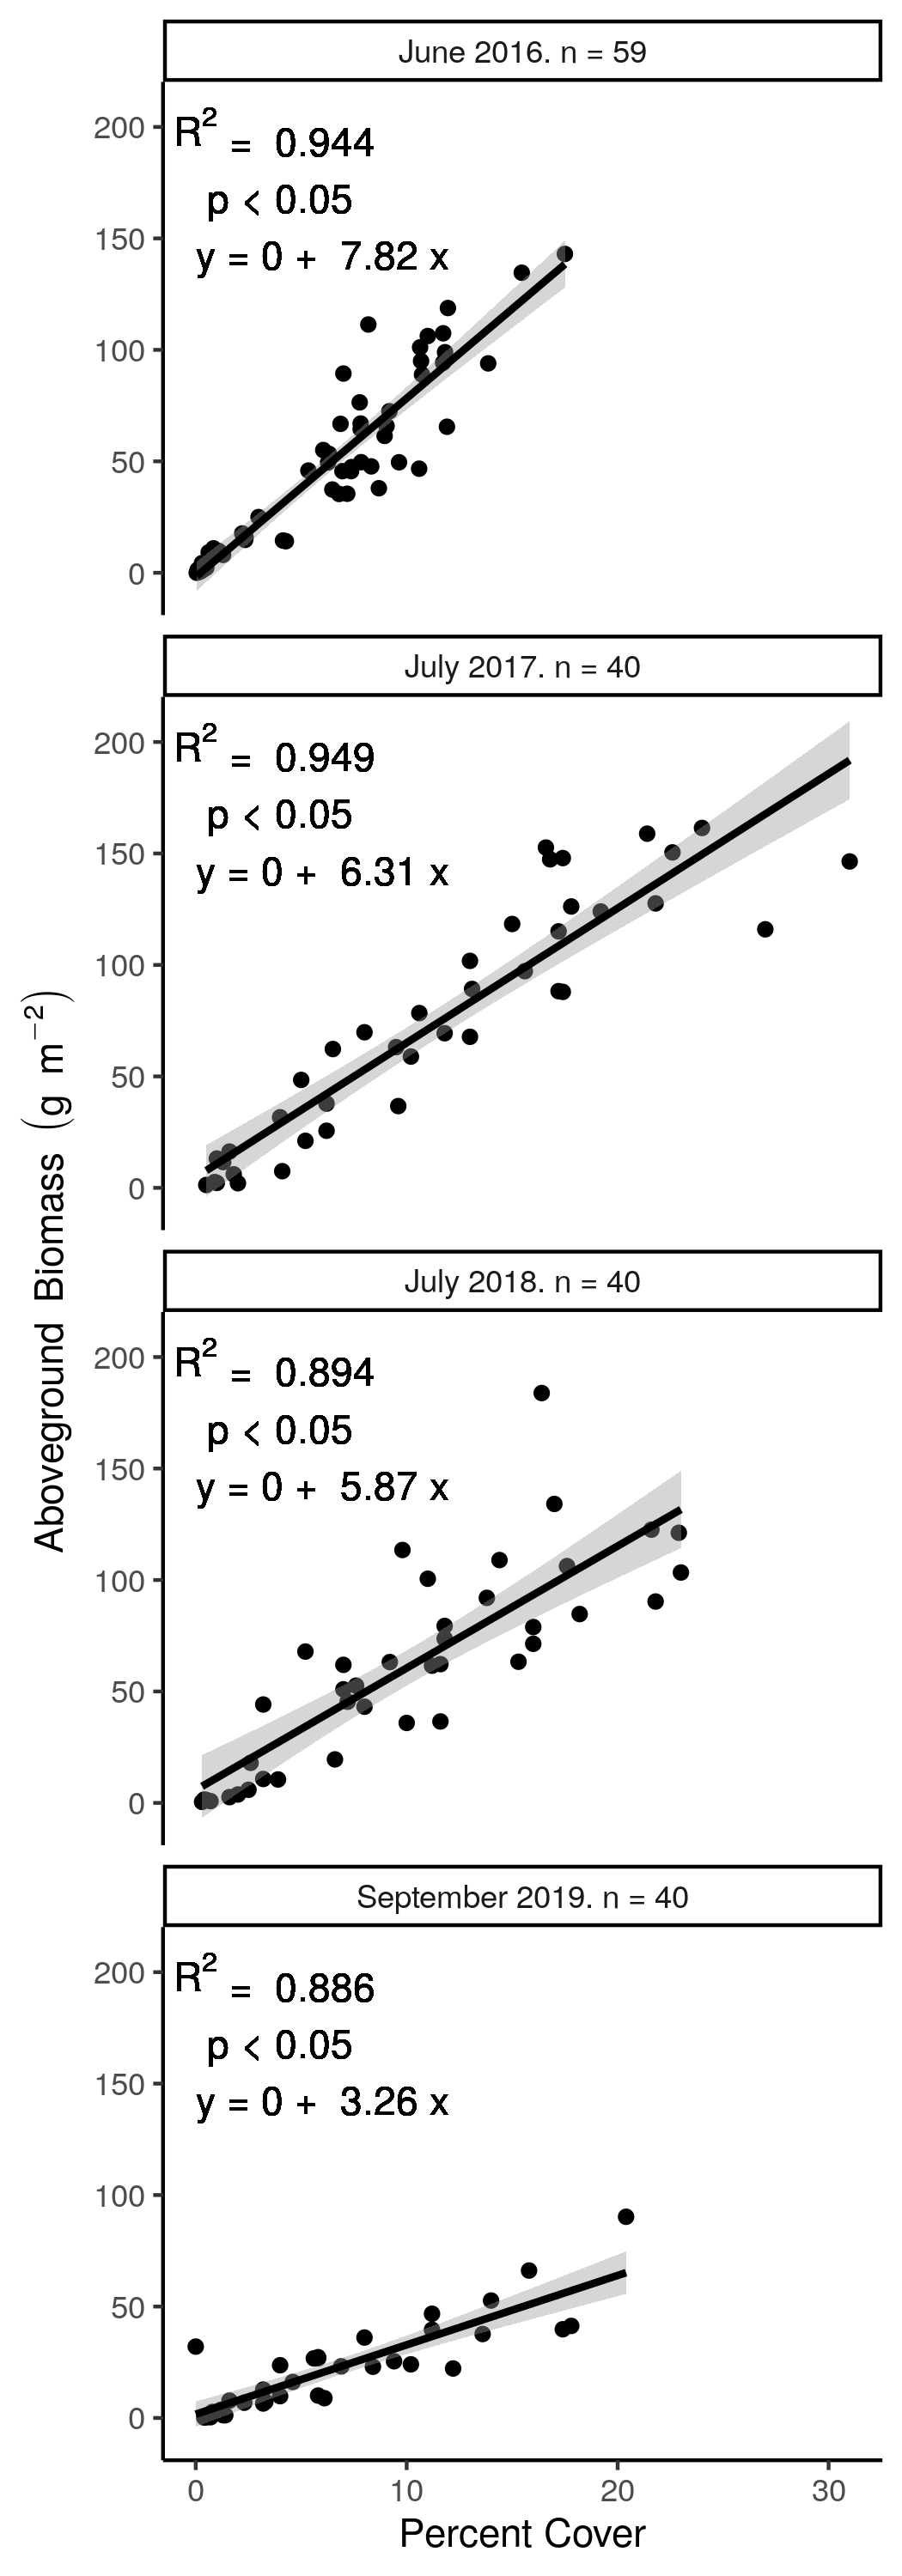 June 2016. n = 59
200
R² = 0.944
p < 0.05
150
y = 0 + 7.82 x
100
50
0
July 2017. n = 40
200
R² = 0.949
p < 0.05
150
y = 0 + 6.31 x
100
50
0
Aboveground Biomass (g m⁻²)
July 2018. n = 40
200
R² = 0.894
p < 0.05
150
y = 0 + 5.87 x
100
50
0
September 2019. n = 40
200
R² = 0.886
p < 0.05
150
y = 0 + 3.26 x
100
50
0
0 10 20 30
Percent Cover